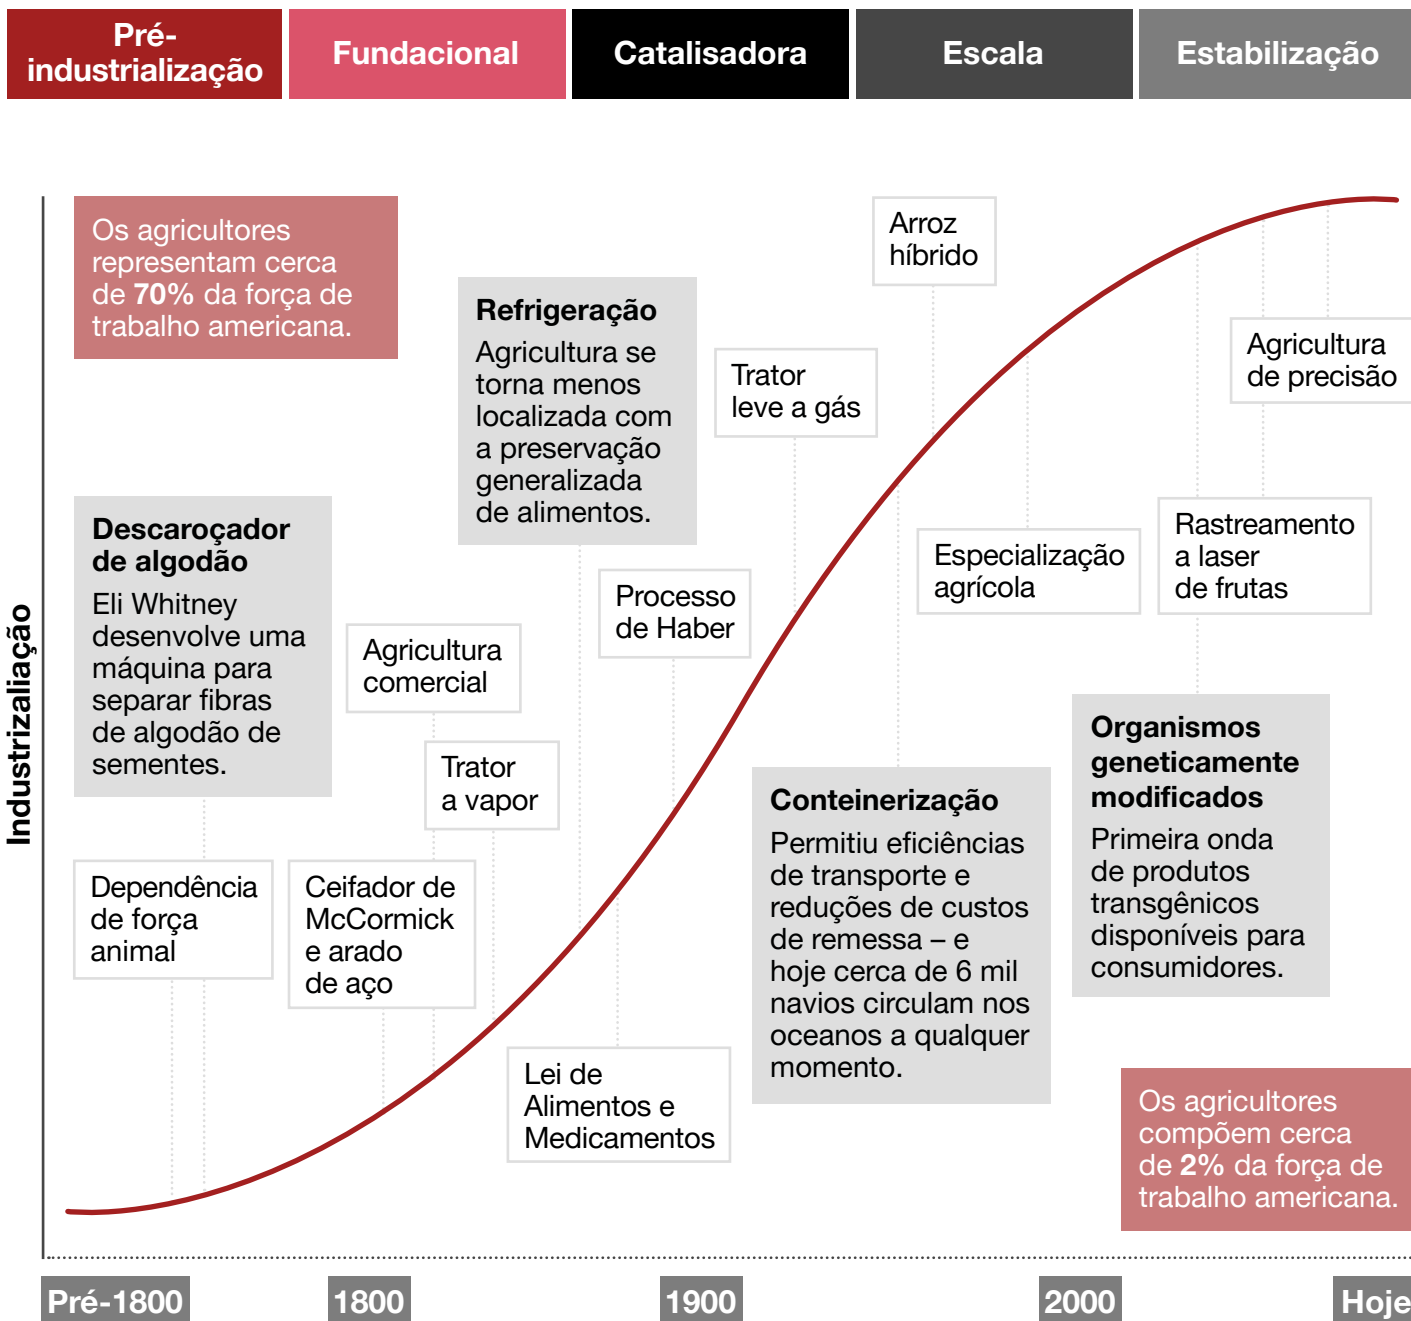 Pré-
industrialização
Fundacional
Catalisadora
Escala
Estabilização
Industrizaliação
Os agricultores
representam cerca
de 70% da força de
trabalho americana.
Descaroçador
de algodão
Eli Whitney
desenvolve uma
máquina para
separar fibras
de algodão de
sementes.
Dependência
de força
animal
Ceifador de
McCormick
e arado
de aço
Agricultura
comercial
Trator
a vapor
Refrigeração
Agricultura se
torna menos
localizada com
a preservação
generalizada
de alimentos.
Lei de
Alimentos e
Medicamentos
Processo
de Haber
Trator
leve a gás
Conteinerização
Permitiu eficiências
de transporte e
reduções de custos
de remessa – e
hoje cerca de 6 mil
navios circulam nos
oceanos a qualquer
momento.
Arroz
híbrido
Especialização
agrícola
Organismos
geneticamente
modificados
Primeira onda
de produtos
transgênicos
disponíveis para
consumidores.
Rastreamento
a laser
de frutas
Agricultura
de precisão
Os agricultores
compõem cerca
de 2% da força de
trabalho americana.
Pré-1800
1800
1900
2000
Hoje